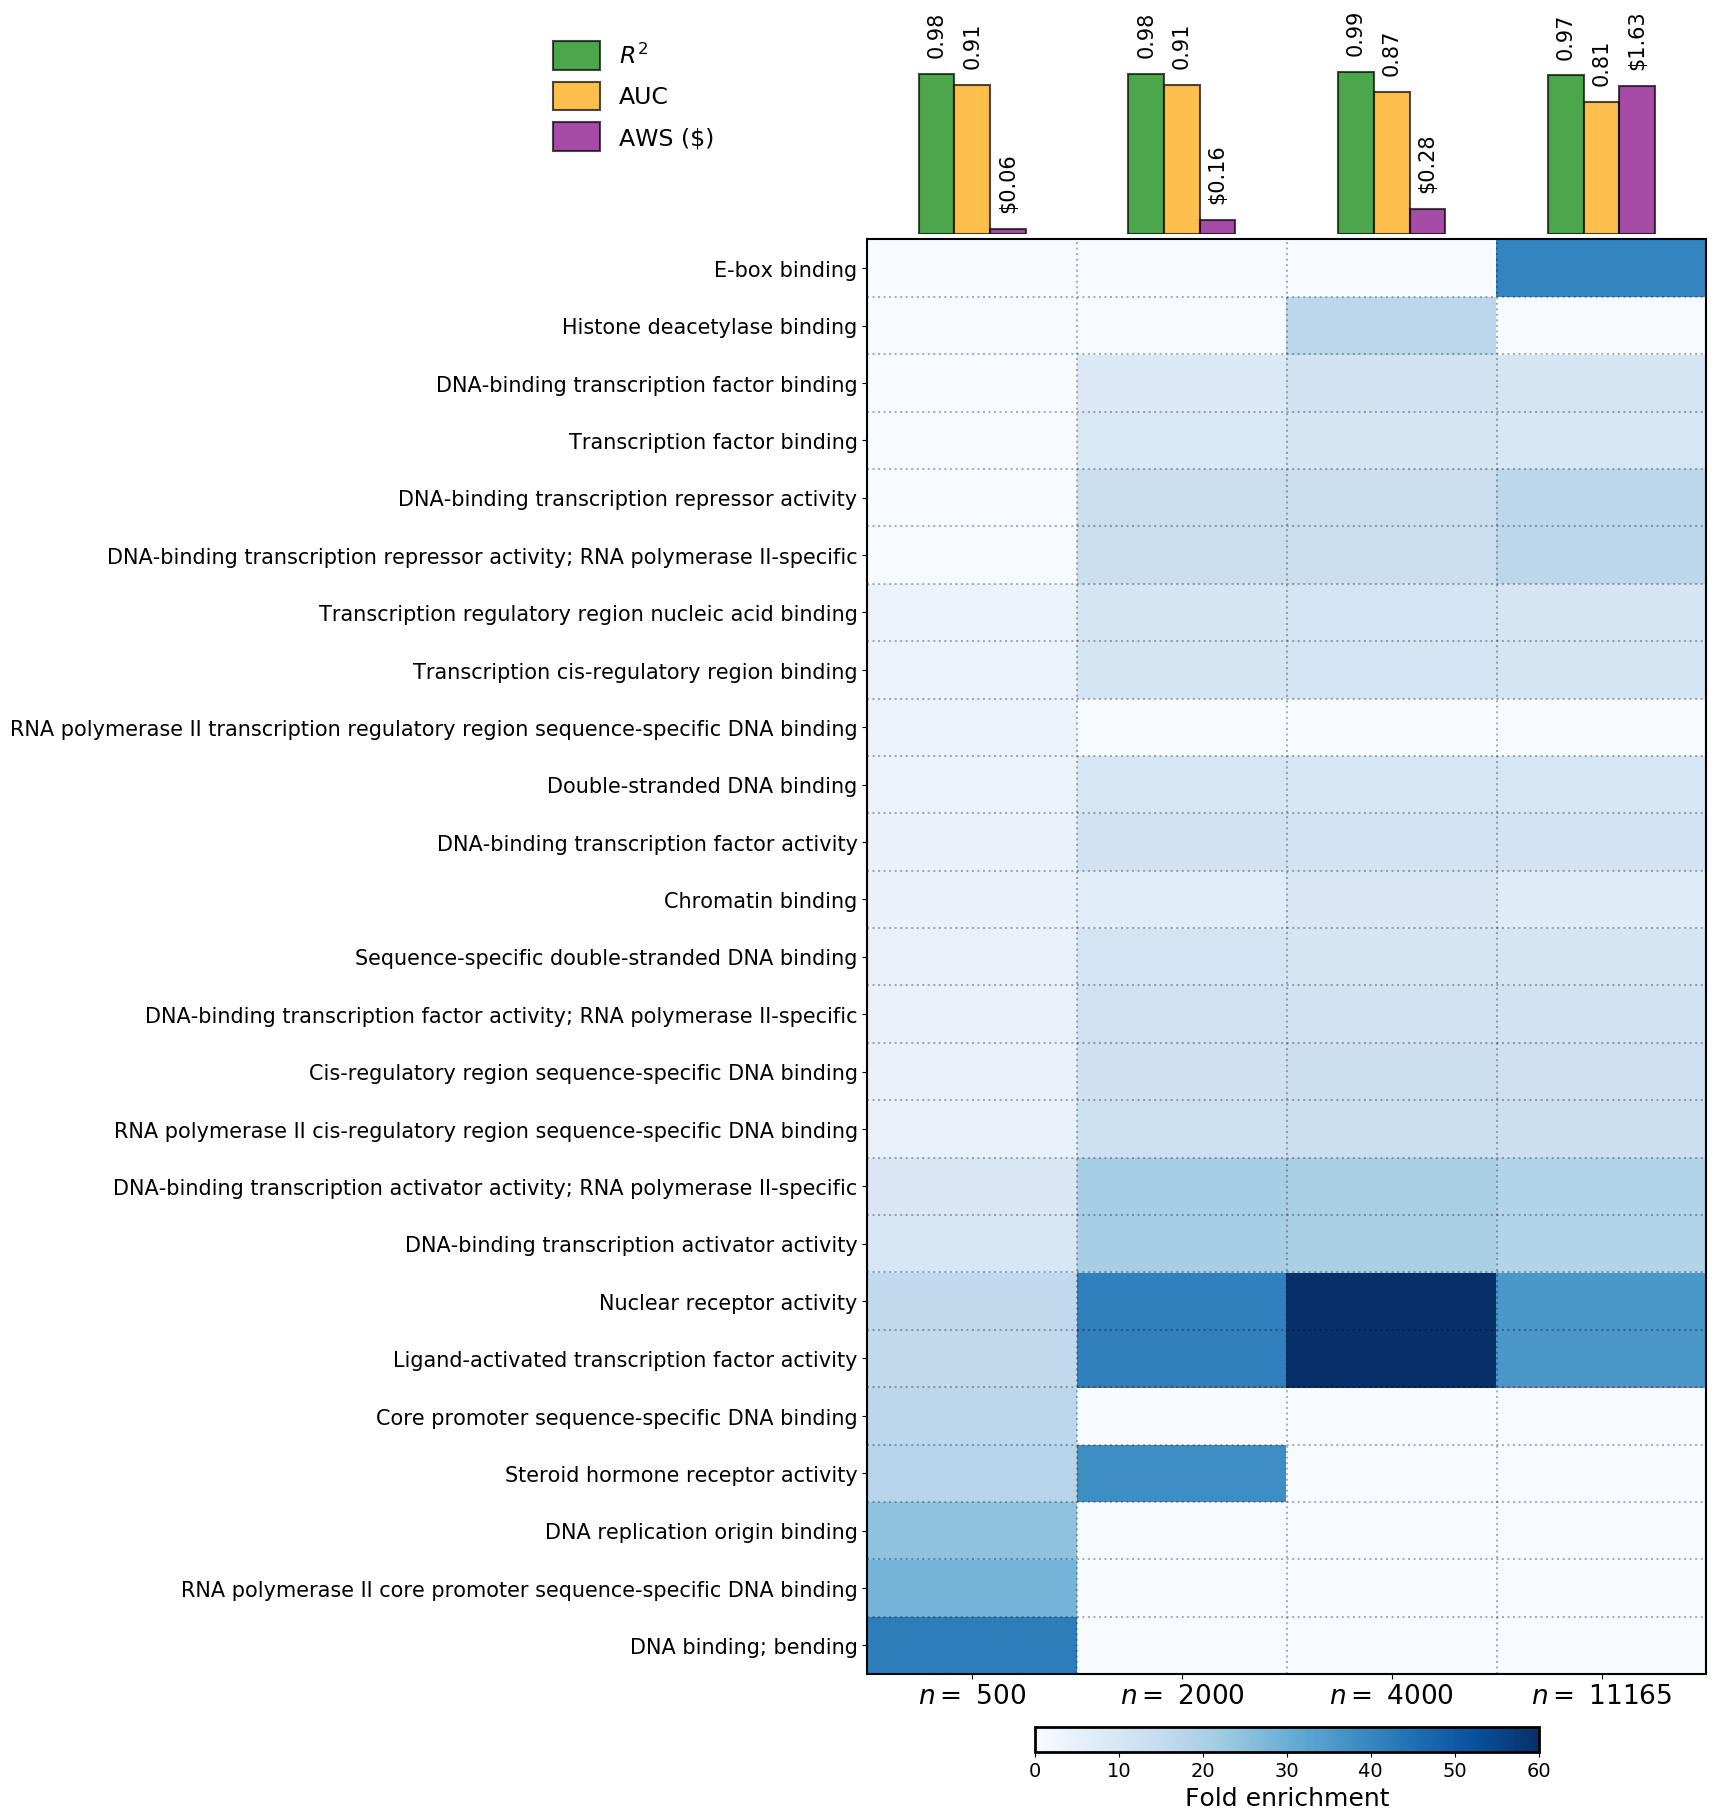 R²
AUC
AWS ($)
0.98
0.91
$0.06
0.98
0.91
$0.16
0.99
0.87
$0.28
0.97
0.81
$1.63
E-box binding
Histone deacetylase binding
DNA-binding transcription factor binding
Transcription factor binding
DNA-binding transcription repressor activity
DNA-binding transcription repressor activity; RNA polymerase II-specific
Transcription regulatory region nucleic acid binding
Transcription cis-regulatory region binding
RNA polymerase II transcription regulatory region sequence-specific DNA binding
Double-stranded DNA binding
DNA-binding transcription factor activity
Chromatin binding
Sequence-specific double-stranded DNA binding
DNA-binding transcription factor activity; RNA polymerase II-specific
Cis-regulatory region sequence-specific DNA binding
RNA polymerase II cis-regulatory region sequence-specific DNA binding
DNA-binding transcription activator activity; RNA polymerase II-specific
DNA-binding transcription activator activity
Nuclear receptor activity
Ligand-activated transcription factor activity
Core promoter sequence-specific DNA binding
Steroid hormone receptor activity
DNA replication origin binding
RNA polymerase II core promoter sequence-specific DNA binding
DNA binding; bending
n = 500
n = 2000
n = 4000
n = 11165
0 10 20 30 40 50 60
Fold enrichment